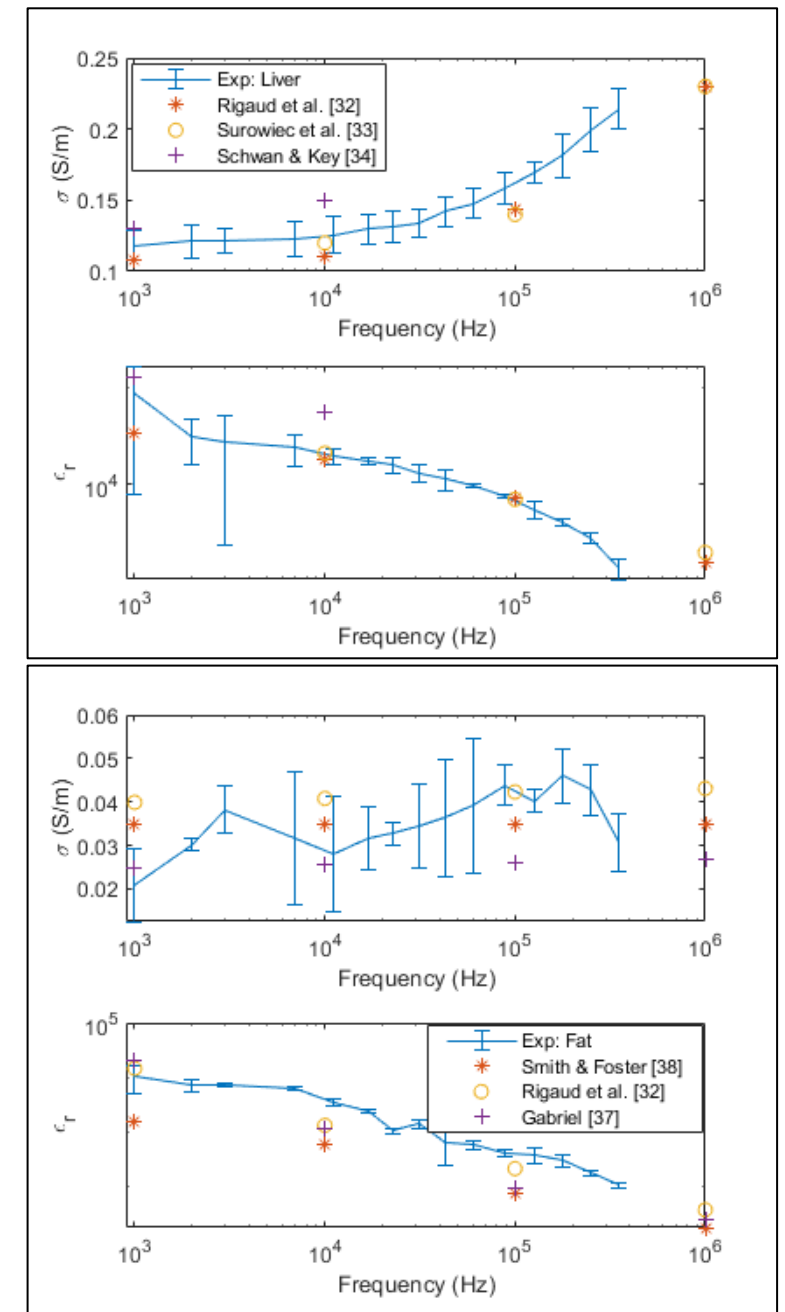 0.25
0.2
0.15
0.1
σ (S/m)
Exp: Liver
Rigaud et al. [32]
Surowiec et al. [33]
Schwan & Key [34]
10^3 10^4 10^5 10^6
Frequency (Hz)
10^4
ϵ_r
10^3 10^4 10^5 10^6
Frequency (Hz)
0.06
0.05
0.04
0.03
0.02
σ (S/m)
10^3 10^4 10^5 10^6
Frequency (Hz)
10^5
ϵ_r
Exp: Fat
Smith & Foster [38]
Rigaud et al. [32]
Gabriel [37]
10^3 10^4 10^5 10^6
Frequency (Hz)